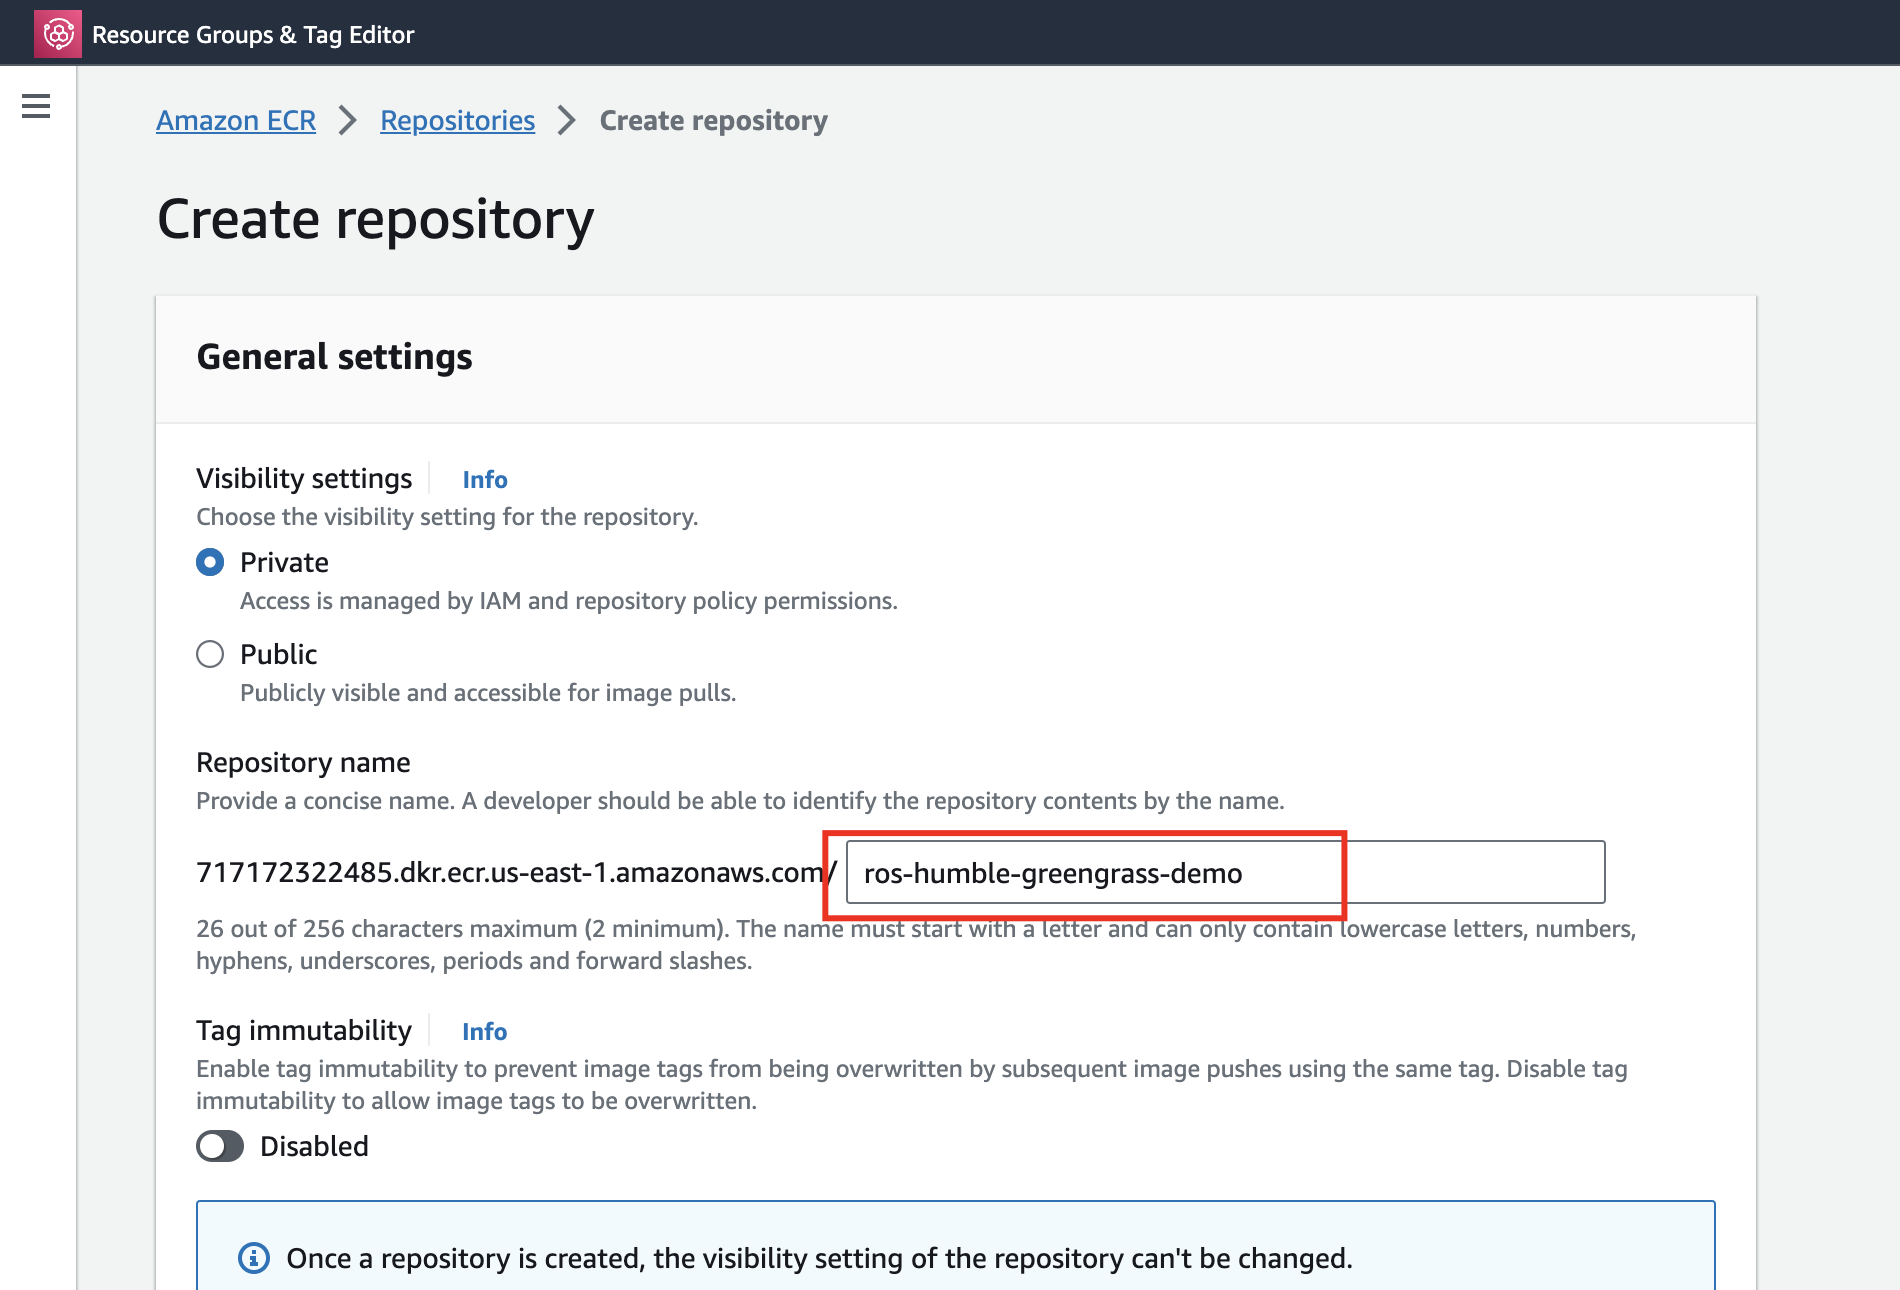 Resource Groups & Tag Editor
Amazon ECR > Repositories > Create repository
Create repository
General settings
Visibility settings Info
Choose the visibility setting for the repository.
Private
Access is managed by IAM and repository policy permissions.
Public
Publicly visible and accessible for image pulls.
Repository name
Provide a concise name. A developer should be able to identify the repository contents by the name.
717172322485.dkr.ecr.us-east-1.amazonaws.com/ ros-humble-greengrass-demo
26 out of 256 characters maximum (2 minimum). The name must start with a letter and can only contain lowercase letters, numbers,
hyphens, underscores, periods and forward slashes.
Tag immutability Info
Enable tag immutability to prevent image tags from being overwritten by subsequent image pushes using the same tag. Disable tag
immutability to allow image tags to be overwritten.
Disabled
Once a repository is created, the visibility setting of the repository can't be changed.